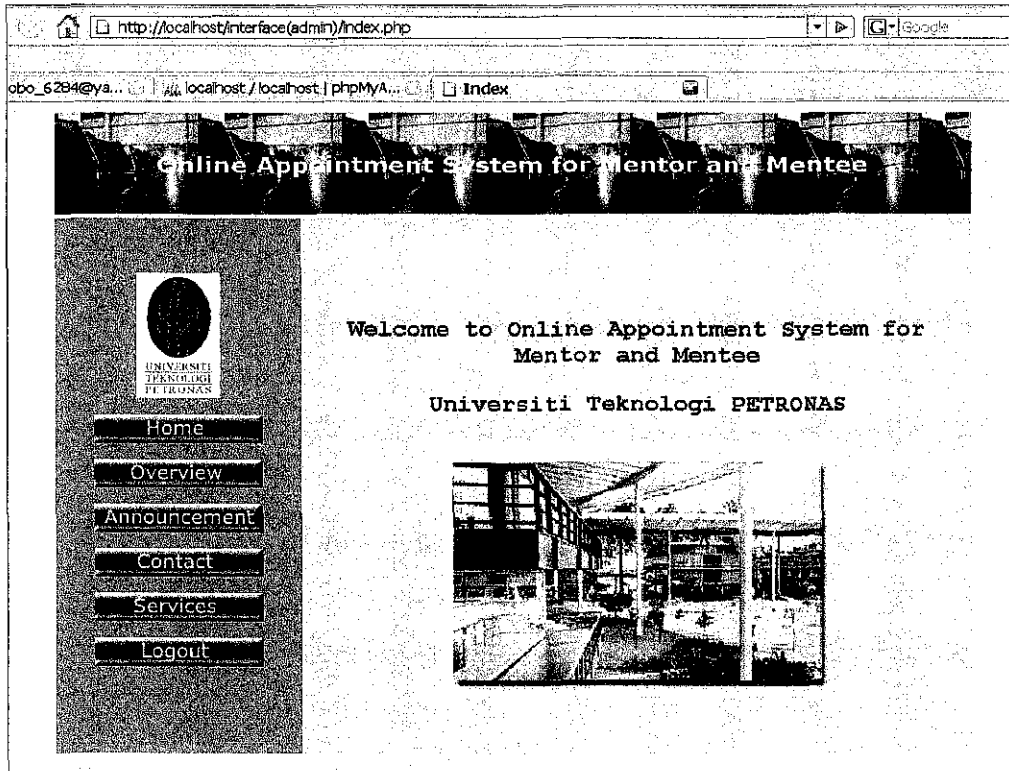 http://localhost/interface(admin)/index.php
Google
obo_6284@ya...
localhost / localhost | phpMyA...
Index
Online Appointment System for Mentor and Mentee
UNIVERSITI
TEKNOLOGI
PETRONAS
Home
Overview
Announcement
Contact
Services
Logout
Welcome to Online Appointment System for
Mentor and Mentee
Universiti Teknologi PETRONAS